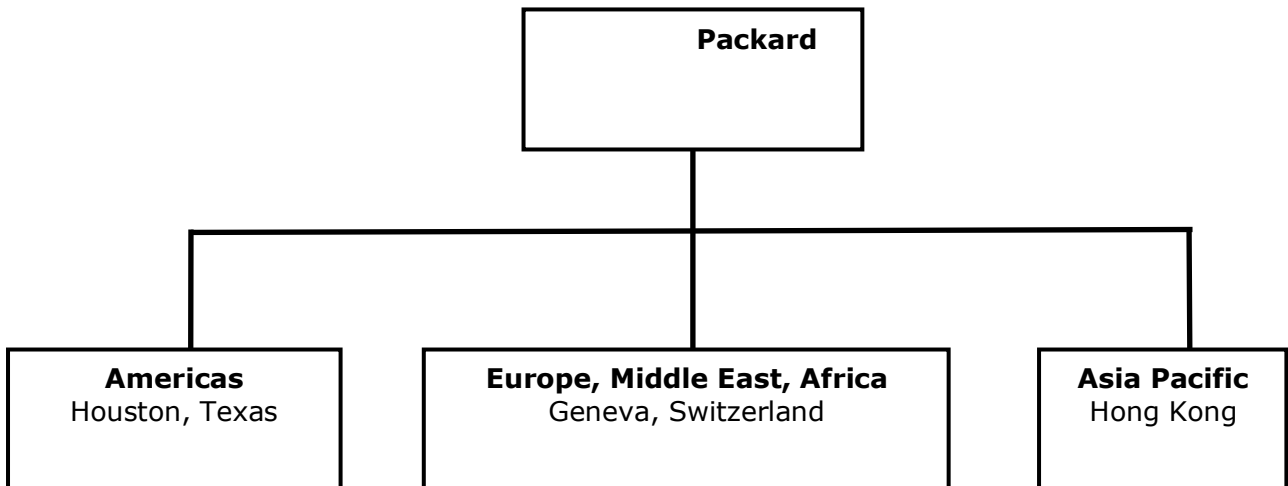 Packard
Americas
Houston, Texas
Europe, Middle East, Africa
Geneva, Switzerland
Asia Pacific
Hong Kong